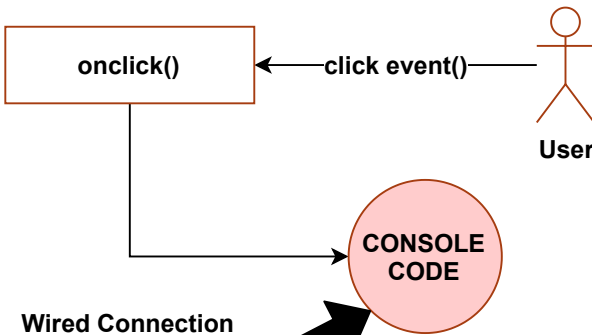 onclick()
click event()
User
CONSOLE
CODE
Wired Connection